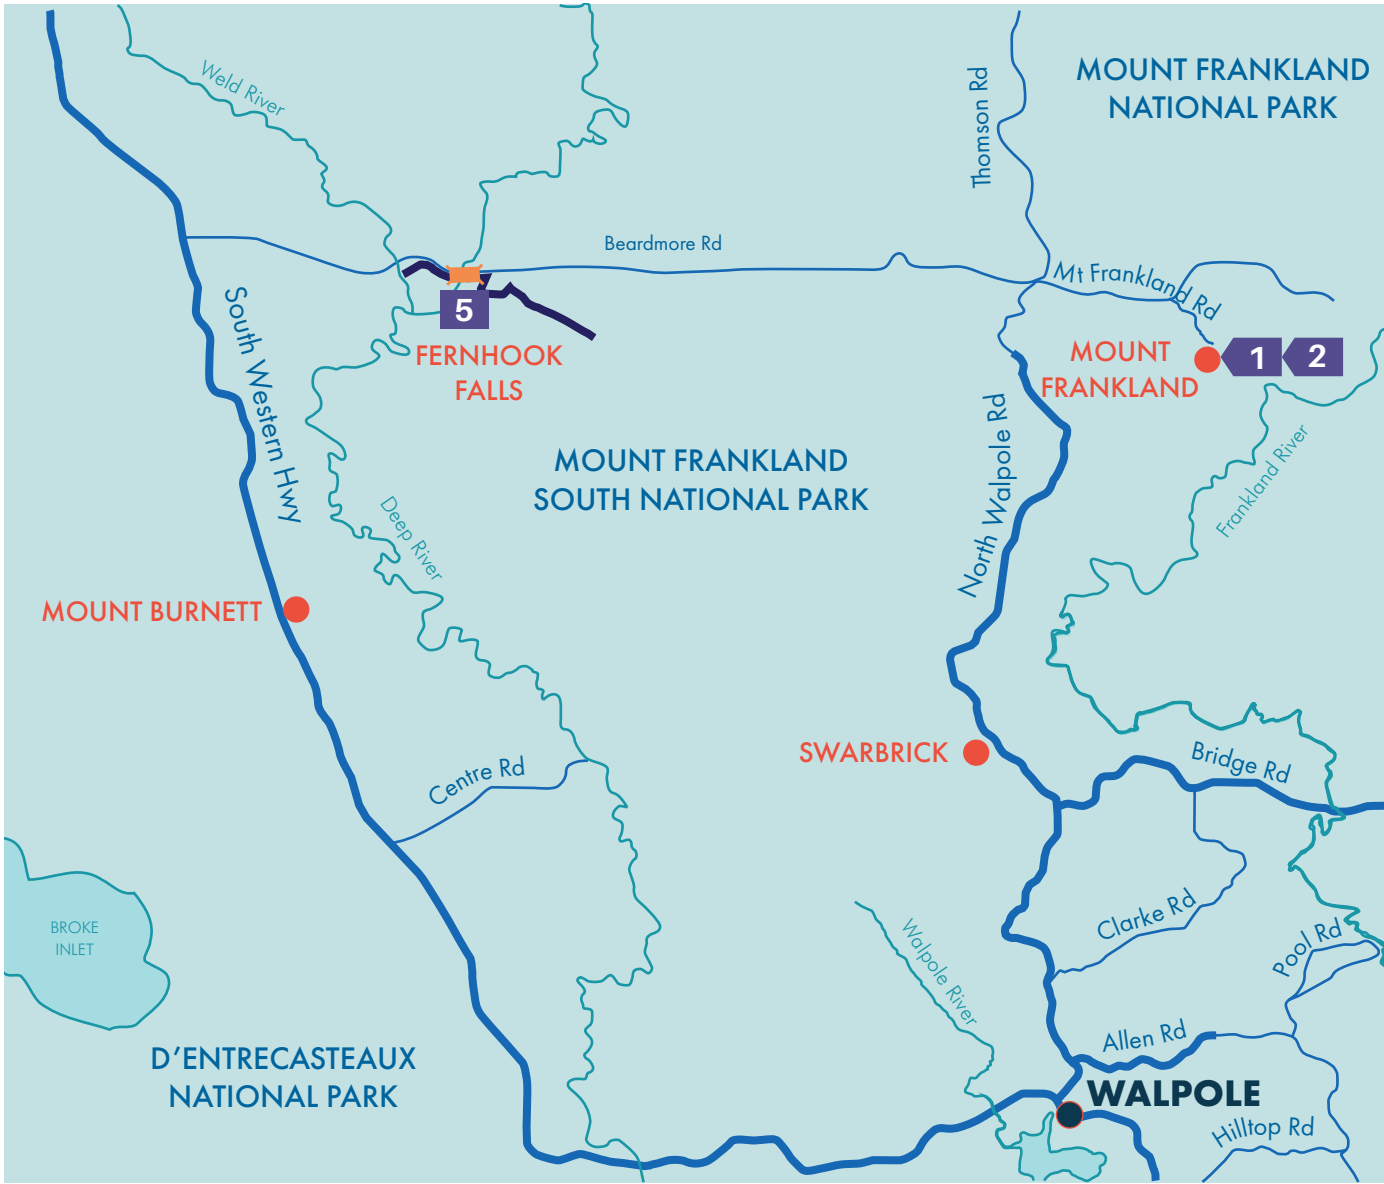 MOUNT FRANKLAND
NATIONAL PARK
Weld River
Thomson Rd
Beardmore Rd
Mt Frankland Rd
5
FERNHOOK
FALLS
MOUNT
FRANKLAND
1
2
South Western Hwy
MOUNT FRANKLAND
SOUTH NATIONAL PARK
North Walpole Rd
Frankland River
Deep River
MOUNT BURNETT
SWARBRICK
Bridge Rd
Centre Rd
BROKE
INLET
Clarke Rd
Walpole River
Pool Rd
D'ENTRECASTEAUX
NATIONAL PARK
Allen Rd
WALPOLE
Hilltop Rd